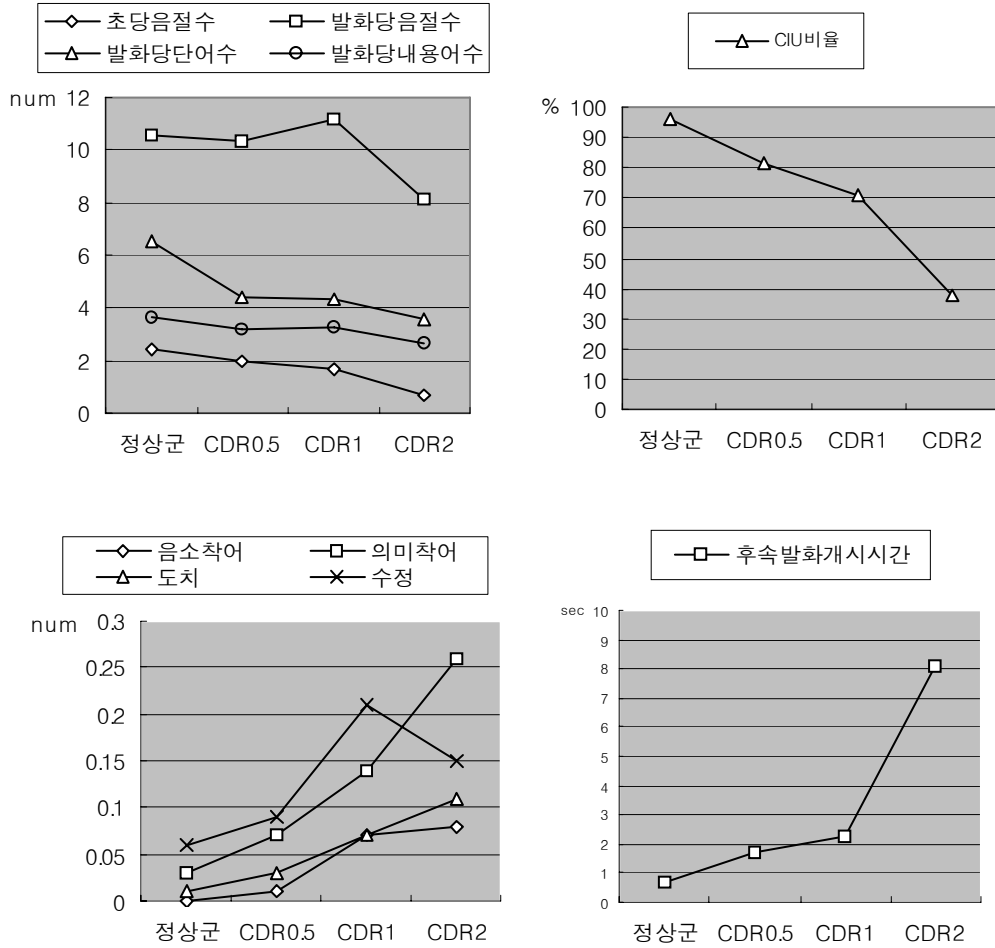 초당음절수 발화당음절수
발화당단어수 발화당내용어수
num 12
10
8
6
4
2
0
정상군 CDR0.5 CDR1 CDR2
CIU비율
% 100
90
80
70
60
50
40
30
20
10
0
정상군 CDR0.5 CDR1 CDR2
음소착어 의미착어
도치 수정
num 0.3
0.25
0.2
0.15
0.1
0.05
0
정상군 CDR0.5 CDR1 CDR2
후속발화개시시간
sec 10
9
8
7
6
5
4
3
2
1
0
정상군 CDR0.5 CDR1 CDR2